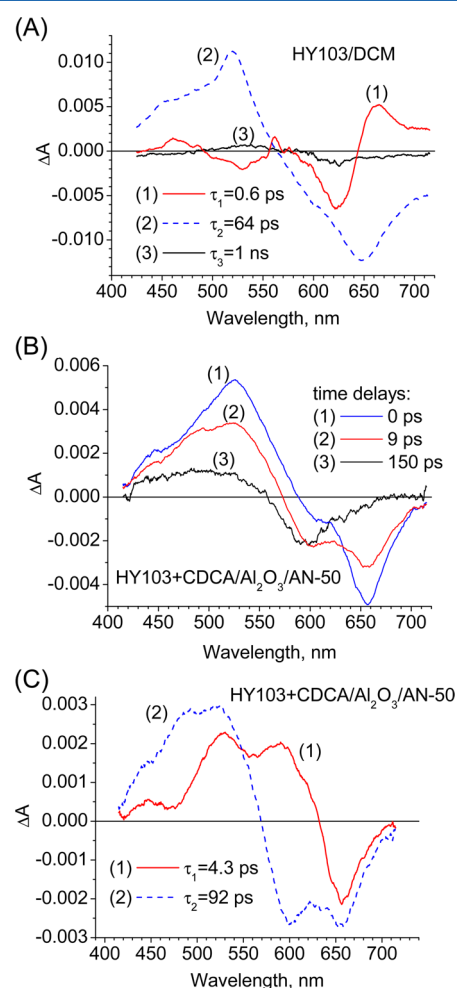 (A)
HY103/DCM
(2)
(1)
(3)
0.010
0.005
0.000
-0.005
-0.010
ΔA
(1) τ1=0.6 ps
(2) τ2=64 ps
(3) τ3=1 ns
400 450 500 550 600 650 700
Wavelength, nm
(B)
0.006
0.004
0.002
0.000
-0.002
-0.004
ΔA
(1)
(2)
(3)
time delays:
(1) 0 ps
(2) 9 ps
(3) 150 ps
HY103+CDCA/Al2O3/AN-50
400 450 500 550 600 650 700
Wavelength, nm
(C)
HY103+CDCA/Al2O3/AN-50
0.003
0.002
0.001
0.000
-0.001
-0.002
-0.003
ΔA
(2)
(1)
(1) τ1=4.3 ps
(2) τ2=92 ps
400 450 500 550 600 650 700
Wavelength, nm